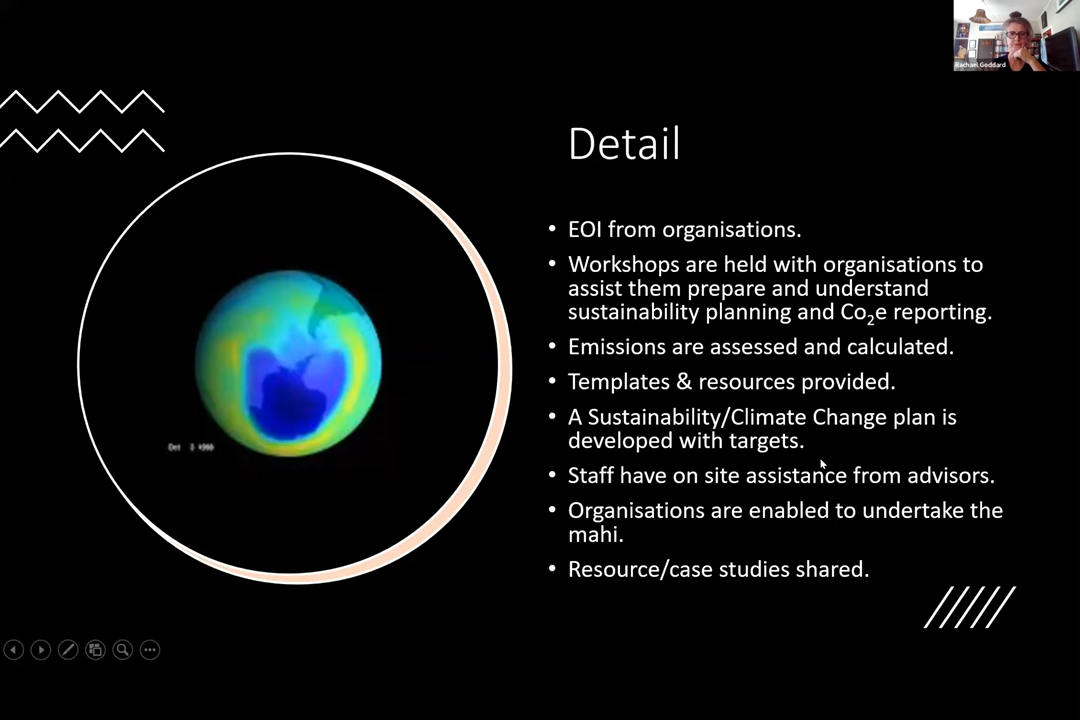 Rachael Goddard
Detail
• EOI from organisations.
• Workshops are held with organisations to
assist them prepare and understand
sustainability planning and Co₂e reporting.
• Emissions are assessed and calculated.
• Templates & resources provided.
• A Sustainability/Climate Change plan is
developed with targets.
• Staff have on site assistance from advisors.
• Organisations are enabled to undertake the
mahi.
• Resource/case studies shared.